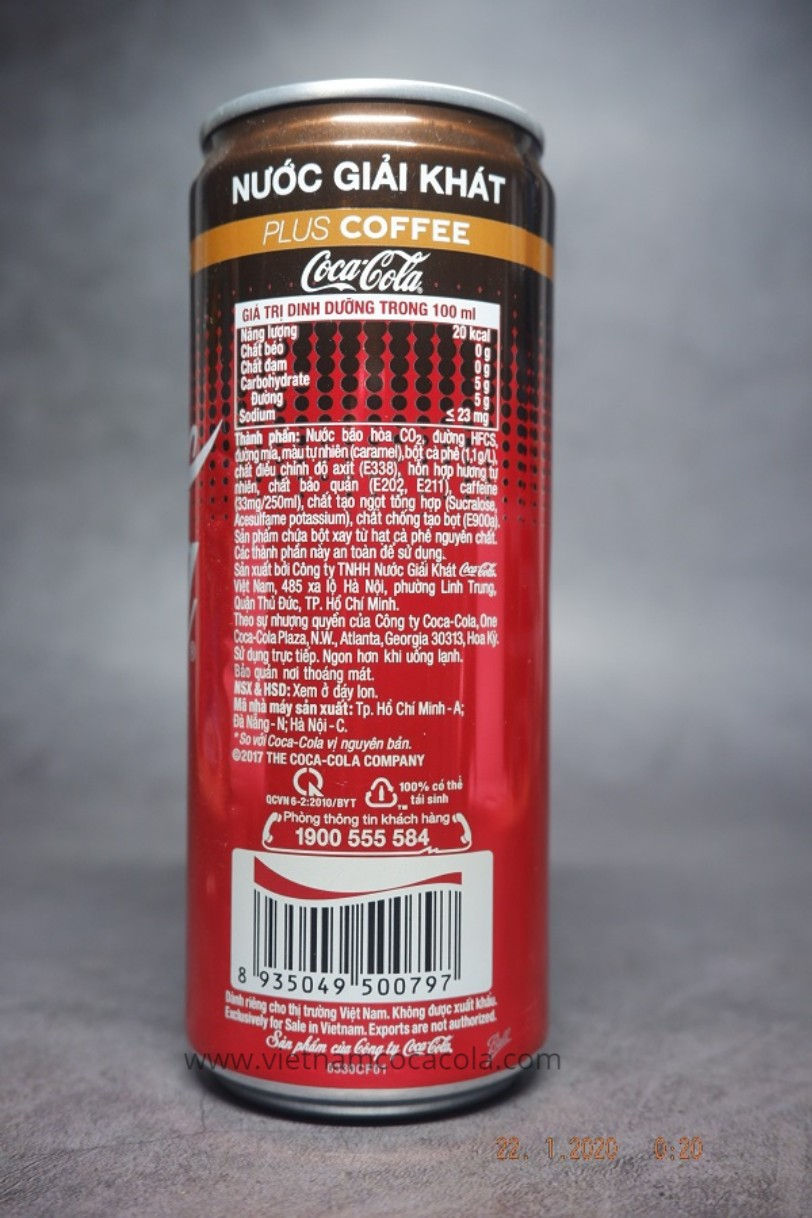 NƯỚC GIẢI KHÁT
PLUS COFFEE
Coca-Cola
GIÁ TRỊ DINH DƯỠNG TRONG 100 ml
Năng lượng 20 kcal
Chất béo 0 g
Chất đạm 0 g
Carbohydrate 5 g
Đường 5 g
Sodium ≤ 23 mg
Thành phần: Nước bão hòa CO₂, đường HFCS,
đường mía, màu tự nhiên (caramel), bột cà phê (1,1g/L),
chất điều chỉnh độ axit (E338), hỗn hợp hương tự
nhiên, chất bảo quản (E202, E211), caffeine
(33mg/250ml), chất tạo ngọt tổng hợp (Sucralose,
Acesulfame potassium), chất chống tạo bọt (E900a).
Sản phẩm chứa bột xay từ hạt cà phê nguyên chất.
Các thành phần này an toàn để sử dụng.
Sản xuất bởi Công ty TNHH Nước Giải Khát Coca-Cola
Việt Nam, 485 xa lộ Hà Nội, phường Linh Trung,
Quận Thủ Đức, TP. Hồ Chí Minh.
Theo sự nhượng quyền của Công ty Coca-Cola, One
Coca-Cola Plaza, N.W., Atlanta, Georgia 30313, Hoa Kỳ.
Sử dụng trực tiếp. Ngon hơn khi uống lạnh.
Bảo quản nơi thoáng mát.
NSX & HSD: Xem ở đáy lon.
Mã nhà máy sản xuất: Tp. Hồ Chí Minh - A;
Đà Nẵng - N; Hà Nội - C.
* So với Coca-Cola vị nguyên bản.
©2017 THE COCA-COLA COMPANY
QCVN 6-2:2010/BYT
100% có thể
tái sinh
Phòng thông tin khách hàng
1900 555 584
8 935049 500797
Dành riêng cho thị trường Việt Nam. Không được xuất khẩu.
Exclusively for Sale in Vietnam. Exports are not authorized.
Sản phẩm của Công ty Coca-Cola
Ball
www.vietnamcocacola.com
0330CF01
22. 1.2020 0:20